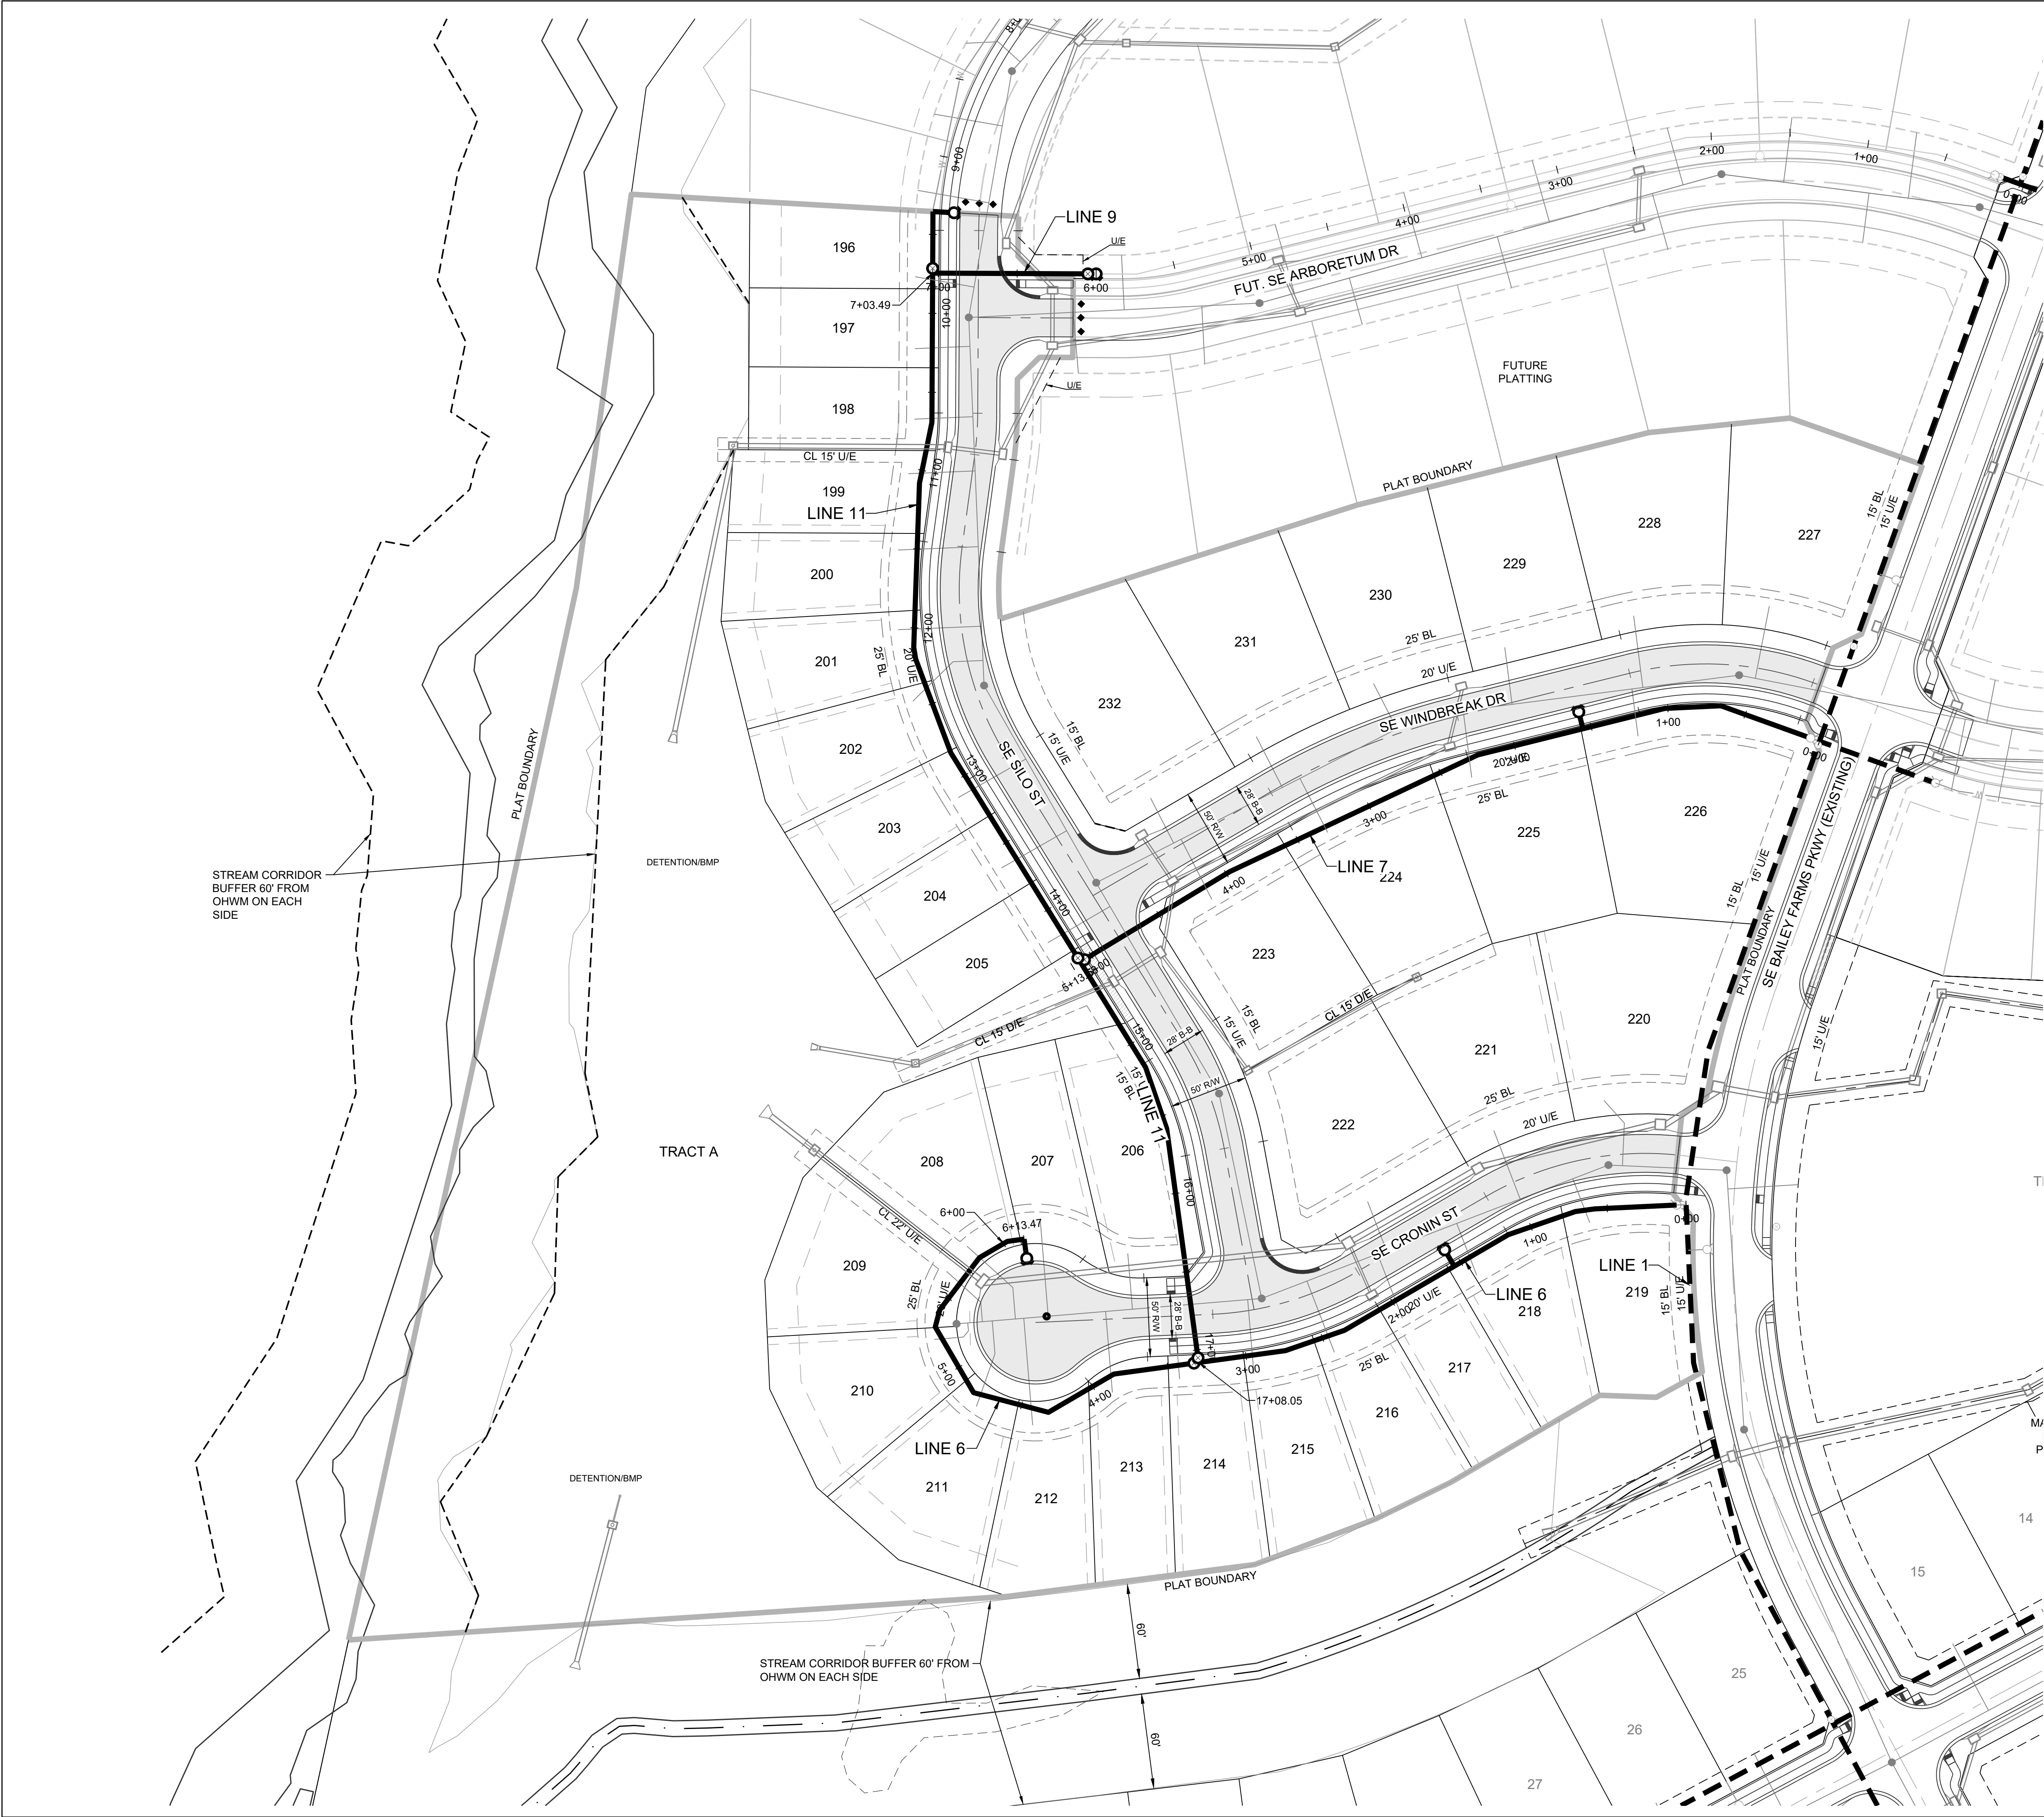 8+
9+00
LINE 9
U/E
2+00
1+00
3+00
4+00
5+00
6+00
FUT. SE ARBORETUM DR
196
7+00
7+03.49
10+00
197
198
U/E
FUTURE
PLATTING
CL 15' U/E
11+00
199
LINE 11
200
PLAT BOUNDARY
15' BL
15' U/E
228
227
229
230
231
232
12+00
25' BL
20' U/E
201
202
203
204
205
25' BL
20' U/E
SE WINDBREAK DR
1+00
0+00
20' U/E
2+00
25' BL
15' BL
15' U/E
SE SILO ST
13+00
14+00
28' B-B
50' R/W
3+00
4+00
LINE 7
224
225
226
223
15' BL
15' U/E
PLAT BOUNDARY
SE BAILEY FARMS PKWY (EXISTING)
PLAT BOUNDARY
DETENTION/BMP
STREAM CORRIDOR
BUFFER 60' FROM
OHWM ON EACH
SIDE
CL 15' D/E
15+00
28' B-B
50' R/W
15' BL
15' U/E
CL 15' D/E
15' U/E
220
221
222
25' BL
20' U/E
15' BL
LINE 11
TRACT A
208
207
206
16+00
CL 22' U/E
6+00
6+13.47
209
25' BL
SE CRONIN ST
0+00
1+00
LINE 1
LINE 6
219
218
15' BL
15' U/E
2+00
20' U/E
50' R/W
28' B-B
3+00
25' BL
217
17+08.05
4+00
5+00
210
LINE 6
211
212
213
214
215
216
DETENTION/BMP
PLAT BOUNDARY
60'
60'
STREAM CORRIDOR BUFFER 60' FROM
OHWM ON EACH SIDE
14
15
25
26
27